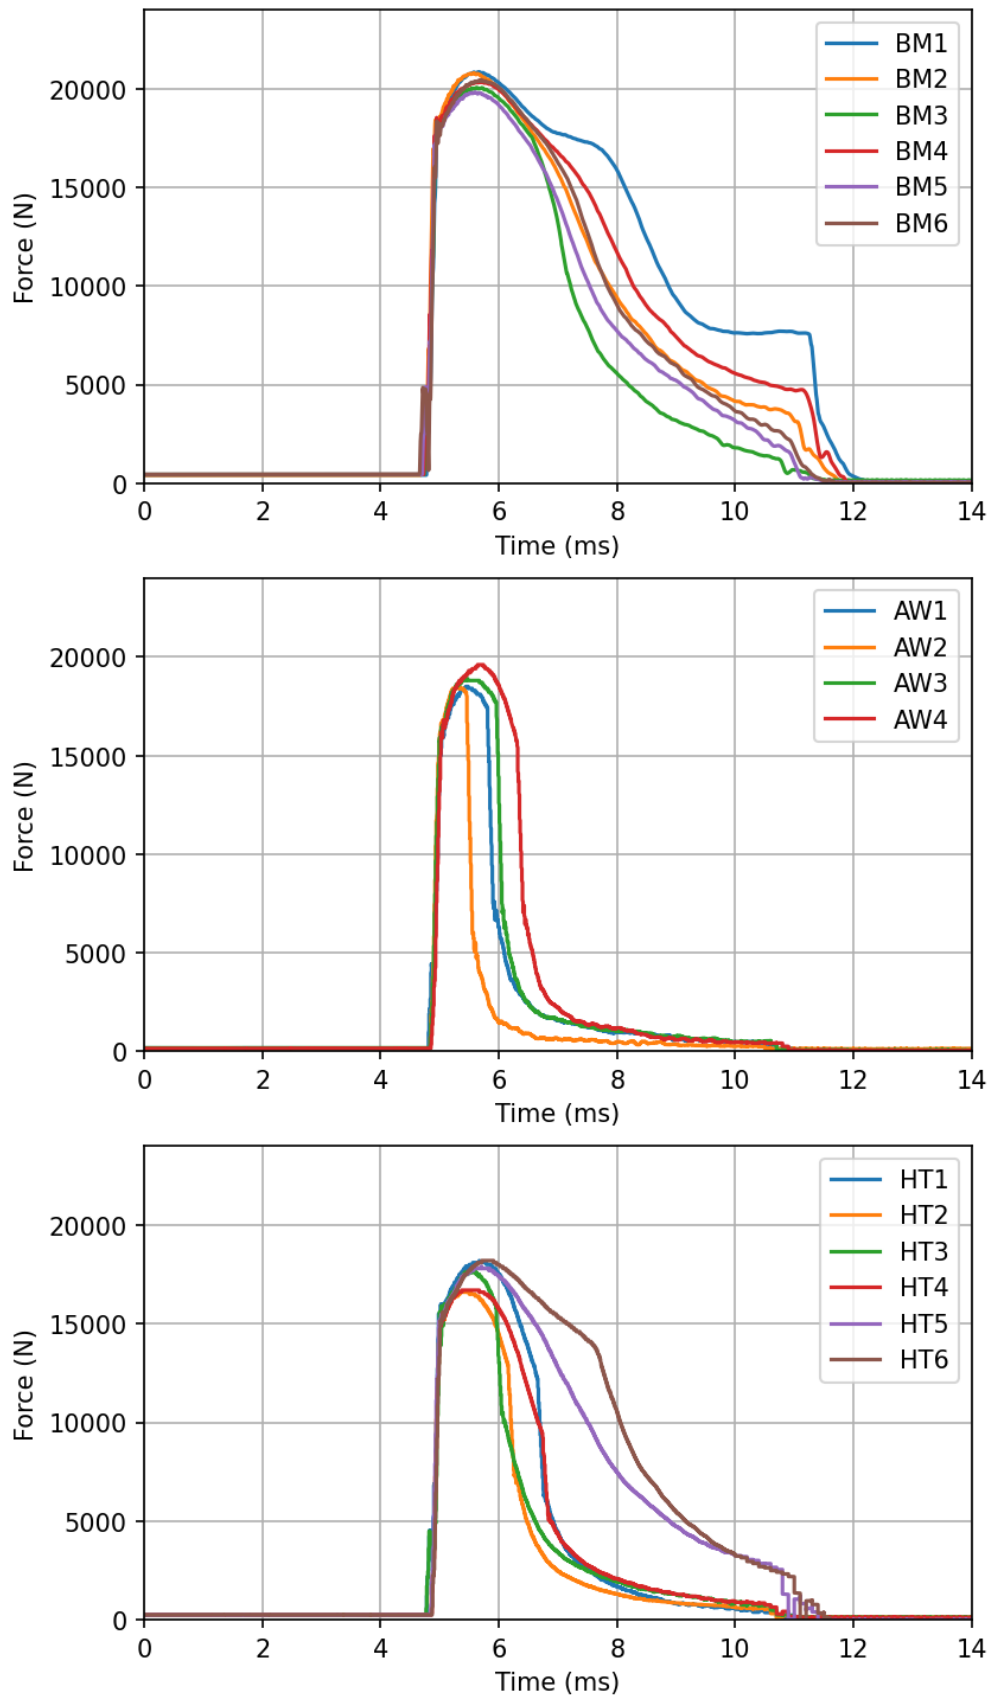 Force (N)
20000
15000
10000
5000
0
BM1
BM2
BM3
BM4
BM5
BM6
0 2 4 6 8 10 12 14
Time (ms)
Force (N)
20000
15000
10000
5000
0
AW1
AW2
AW3
AW4
0 2 4 6 8 10 12 14
Time (ms)
Force (N)
20000
15000
10000
5000
0
HT1
HT2
HT3
HT4
HT5
HT6
0 2 4 6 8 10 12 14
Time (ms)